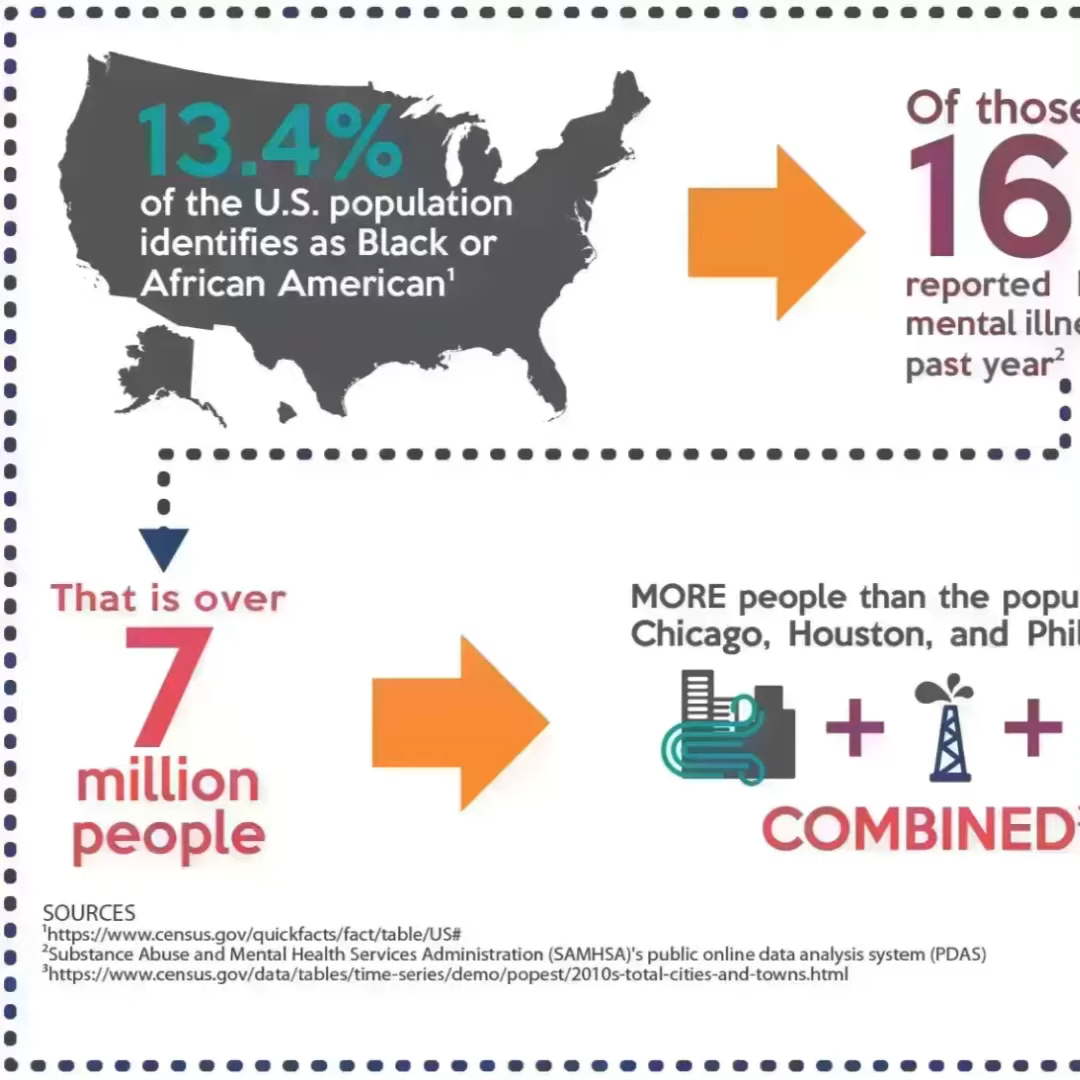 13.4%
of the U.S. population
identifies as Black or
African American¹
Of those
16
reported
mental
past year²
That is over
7
million
people
MORE people than the
Chicago, Houston, and
+ +
COMBINED
SOURCES
¹https://www.census.gov/quickfacts/fact/table/US#
²Substance Abuse and Mental Health Services Administration (SAMHSA)'s public online data analysis system (PDAS)
³https://www.census.gov/data/tables/time-series/demo/popest/2010s-total-cities-and-towns.html